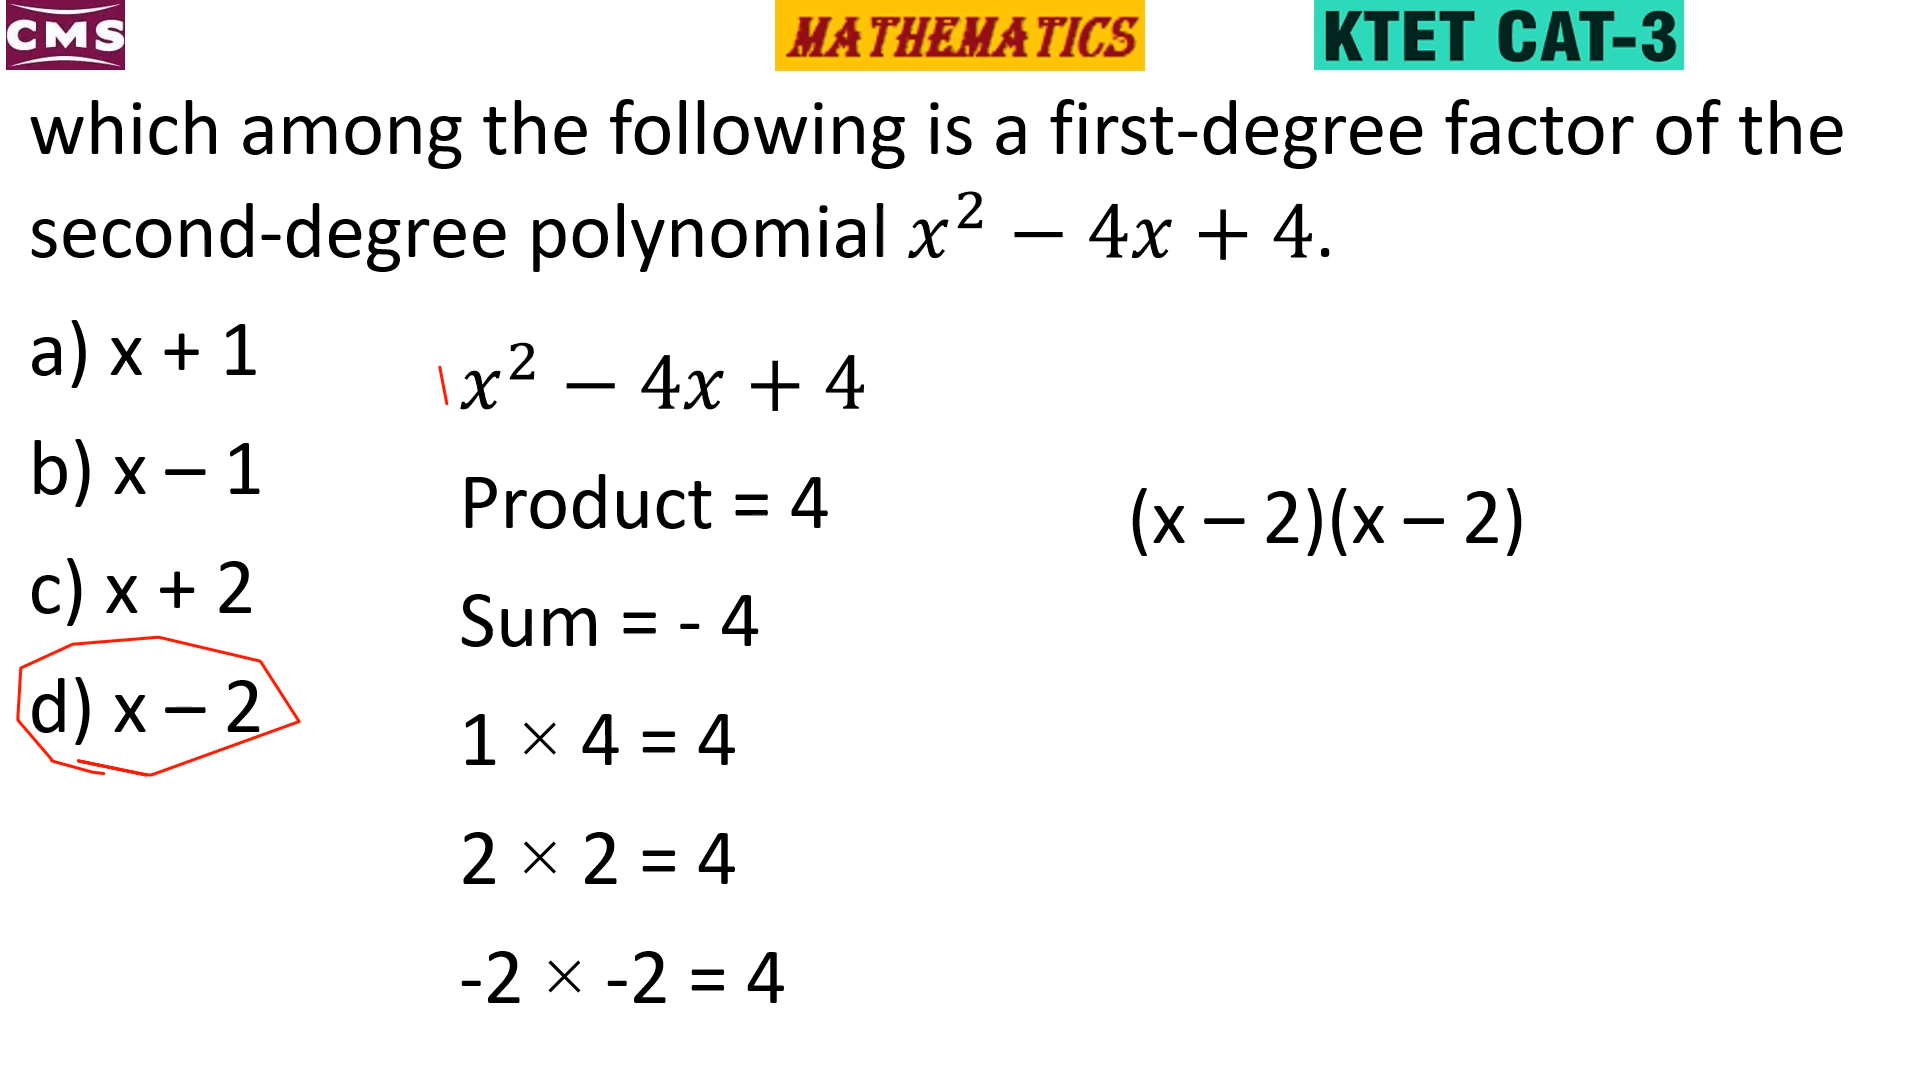 CMS
MATHEMATICS
KTET CAT-3
which among the following is a first-degree factor of the
second-degree polynomial x² − 4x + 4.
a) x + 1
b) x – 1
c) x + 2
d) x – 2
x² − 4x + 4
Product = 4
Sum = - 4
1 × 4 = 4
2 × 2 = 4
-2 × -2 = 4
(x – 2)(x – 2)